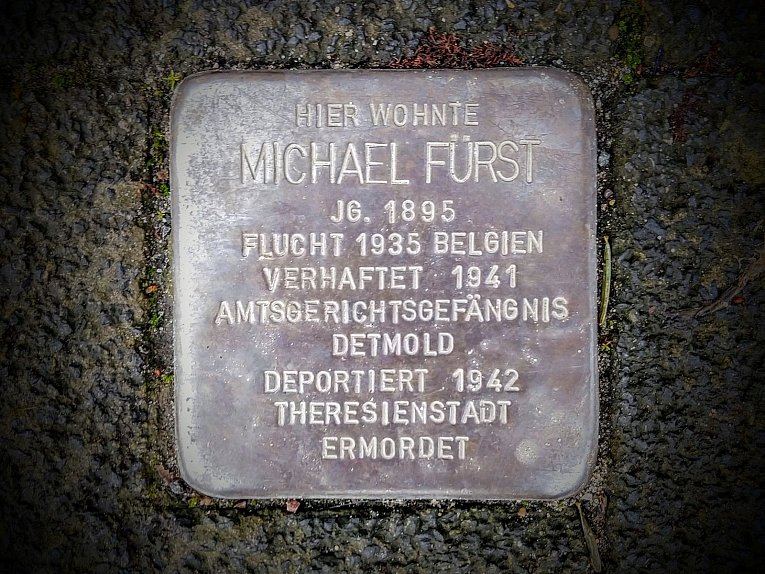 HIER WOHNTE
MICHAEL FÜRST
JG. 1895
FLUCHT 1935 BELGIEN
VERHAFTET 1941
AMTSGERICHTSGEFÄNGNIS
DETMOLD
DEPORTIERT 1942
THERESIENSTADT
ERMORDET